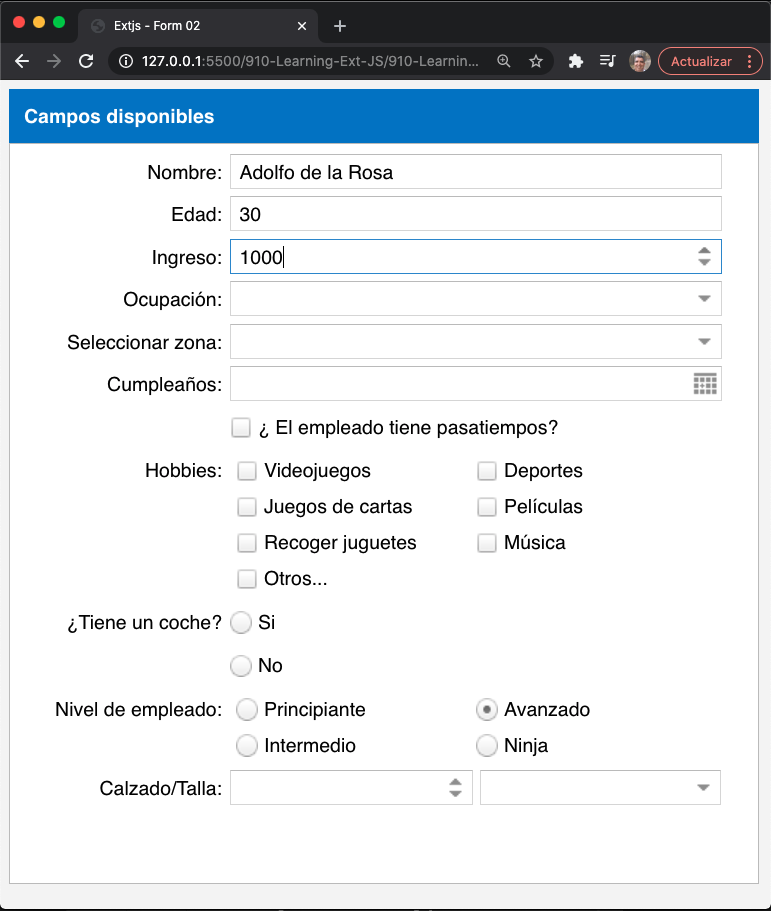 Extjs - Form 02
127.0.0.1:5500/910-Learning-Ext-JS/910-Learnin...
Actualizar
Campos disponibles
Nombre: Adolfo de la Rosa
Edad: 30
Ingreso: 1000
Ocupación:
Seleccionar zona:
Cumpleaños:
¿ El empleado tiene pasatiempos?
Hobbies: Videojuegos Deportes
Juegos de cartas Películas
Recoger juguetes Música
Otros...
¿Tiene un coche? Si
No
Nivel de empleado: Principiante Avanzado
Intermedio Ninja
Calzado/Talla: